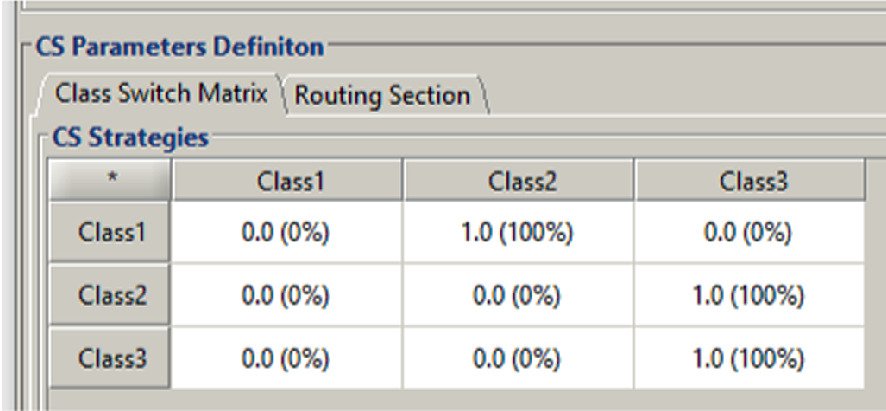 CS Parameters Definiton
Class Switch Matrix Routing Section
CS Strategies
* Class1 Class2 Class3
Class1 0.0 (0%) 1.0 (100%) 0.0 (0%)
Class2 0.0 (0%) 0.0 (0%) 1.0 (100%)
Class3 0.0 (0%) 0.0 (0%) 1.0 (100%)